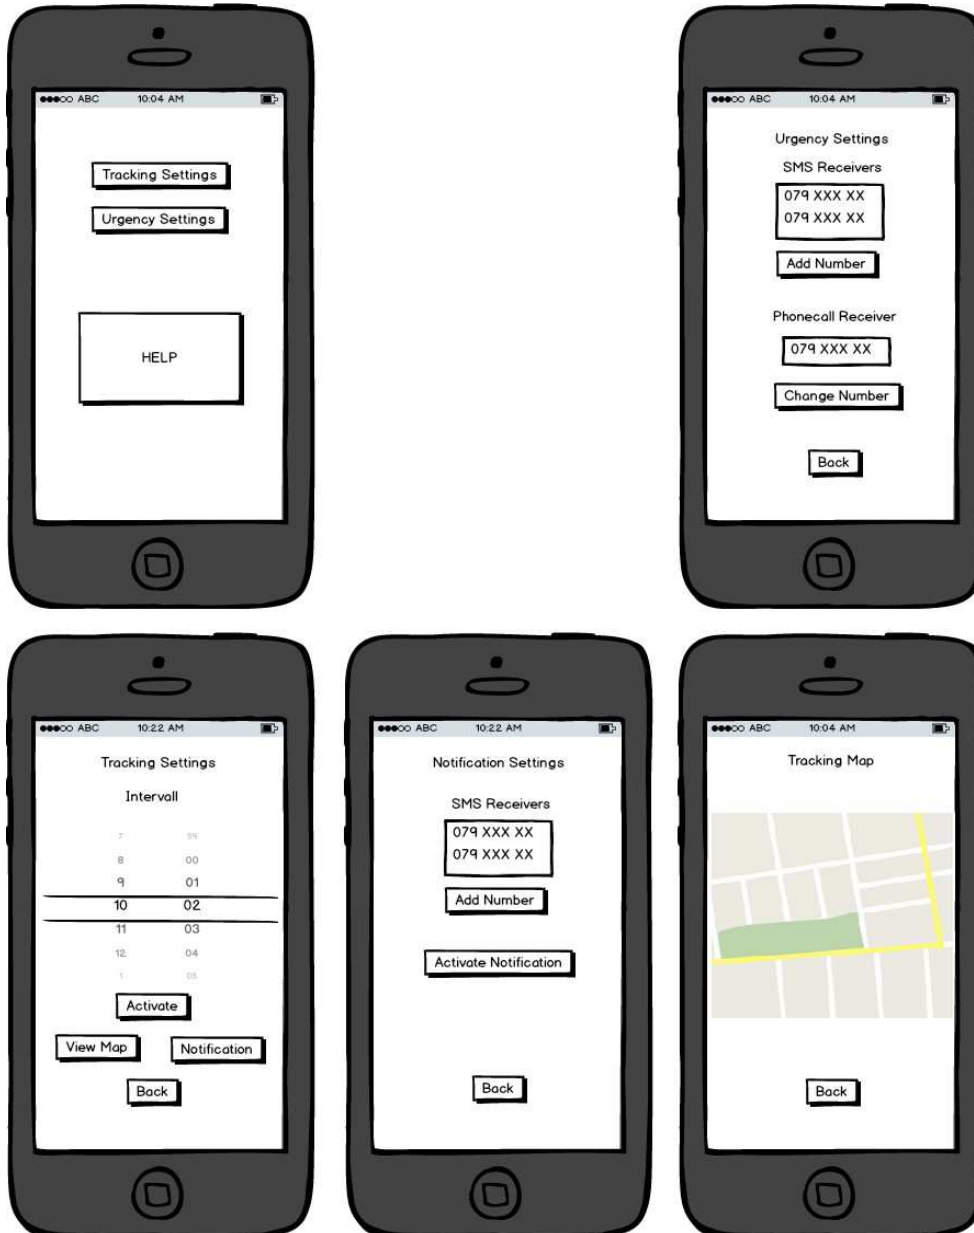 ABC 10:04 AM
Tracking Settings
Urgency Settings
HELP
ABC 10:04 AM
Urgency Settings
SMS Receivers
079 XXX XX
079 XXX XX
Add Number
Phonecall Receiver
079 XXX XX
Change Number
Back
ABC 10:22 AM
Tracking Settings
Intervall
7 59
8 00
9 01
10 02
11 03
12 04
1 05
Activate
View Map Notification
Back
ABC 10:22 AM
Notification Settings
SMS Receivers
079 XXX XX
079 XXX XX
Add Number
Activate Notification
Back
ABC 10:04 AM
Tracking Map
Back